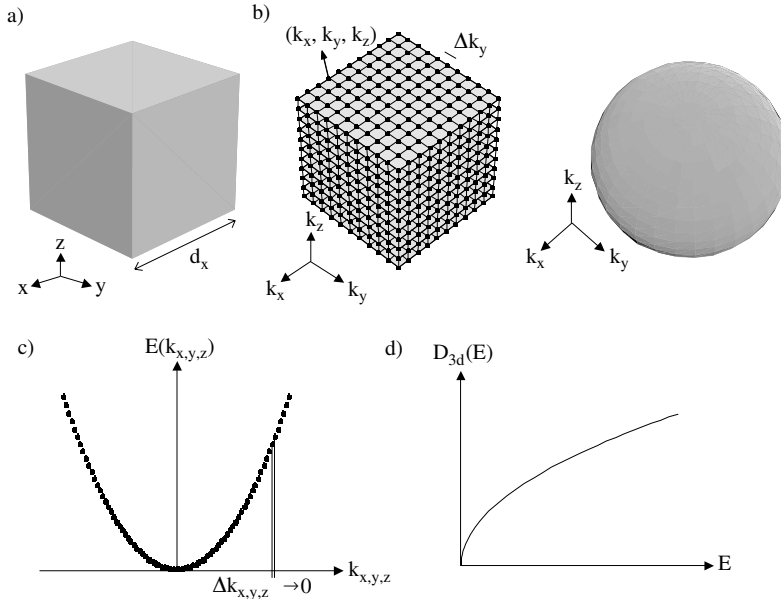 a)
z
x
y
d_x
b)
(k_x, k_y, k_z)
Δk_y
k_z
k_x
k_y
k_z
k_x
k_y
c)
E(k_x,y,z)
k_x,y,z
Δk_x,y,z →0
d)
D_3d(E)
E